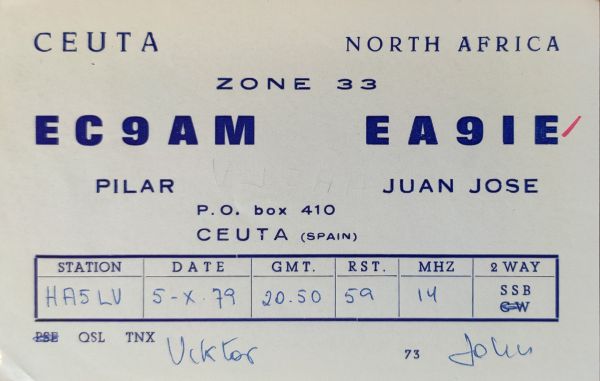 CEUTA NORTH AFRICA
ZONE 33
EC9AM EA9IE
PILAR JUAN JOSE
P.O. box 410
CEUTA (SPAIN)
STATION DATE GMT. RST. MHZ 2 WAY
HA5LV 5-X-79 20.50 59 14 SSB
CW
PSE QSL TNX Viktor 73 John